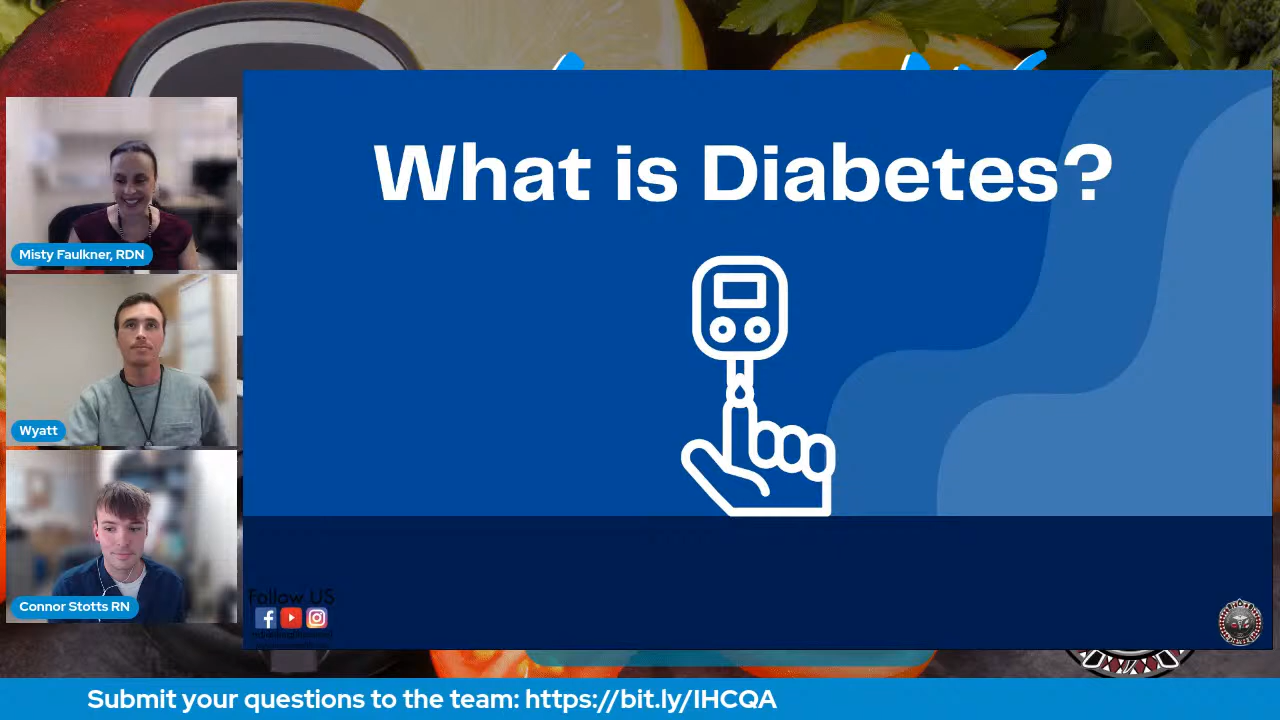 What is Diabetes?
Misty Faulkner, RDN
Wyatt
Connor Stotts RN
Follow US
Submit your questions to the team: https://bit.ly/IHCQA